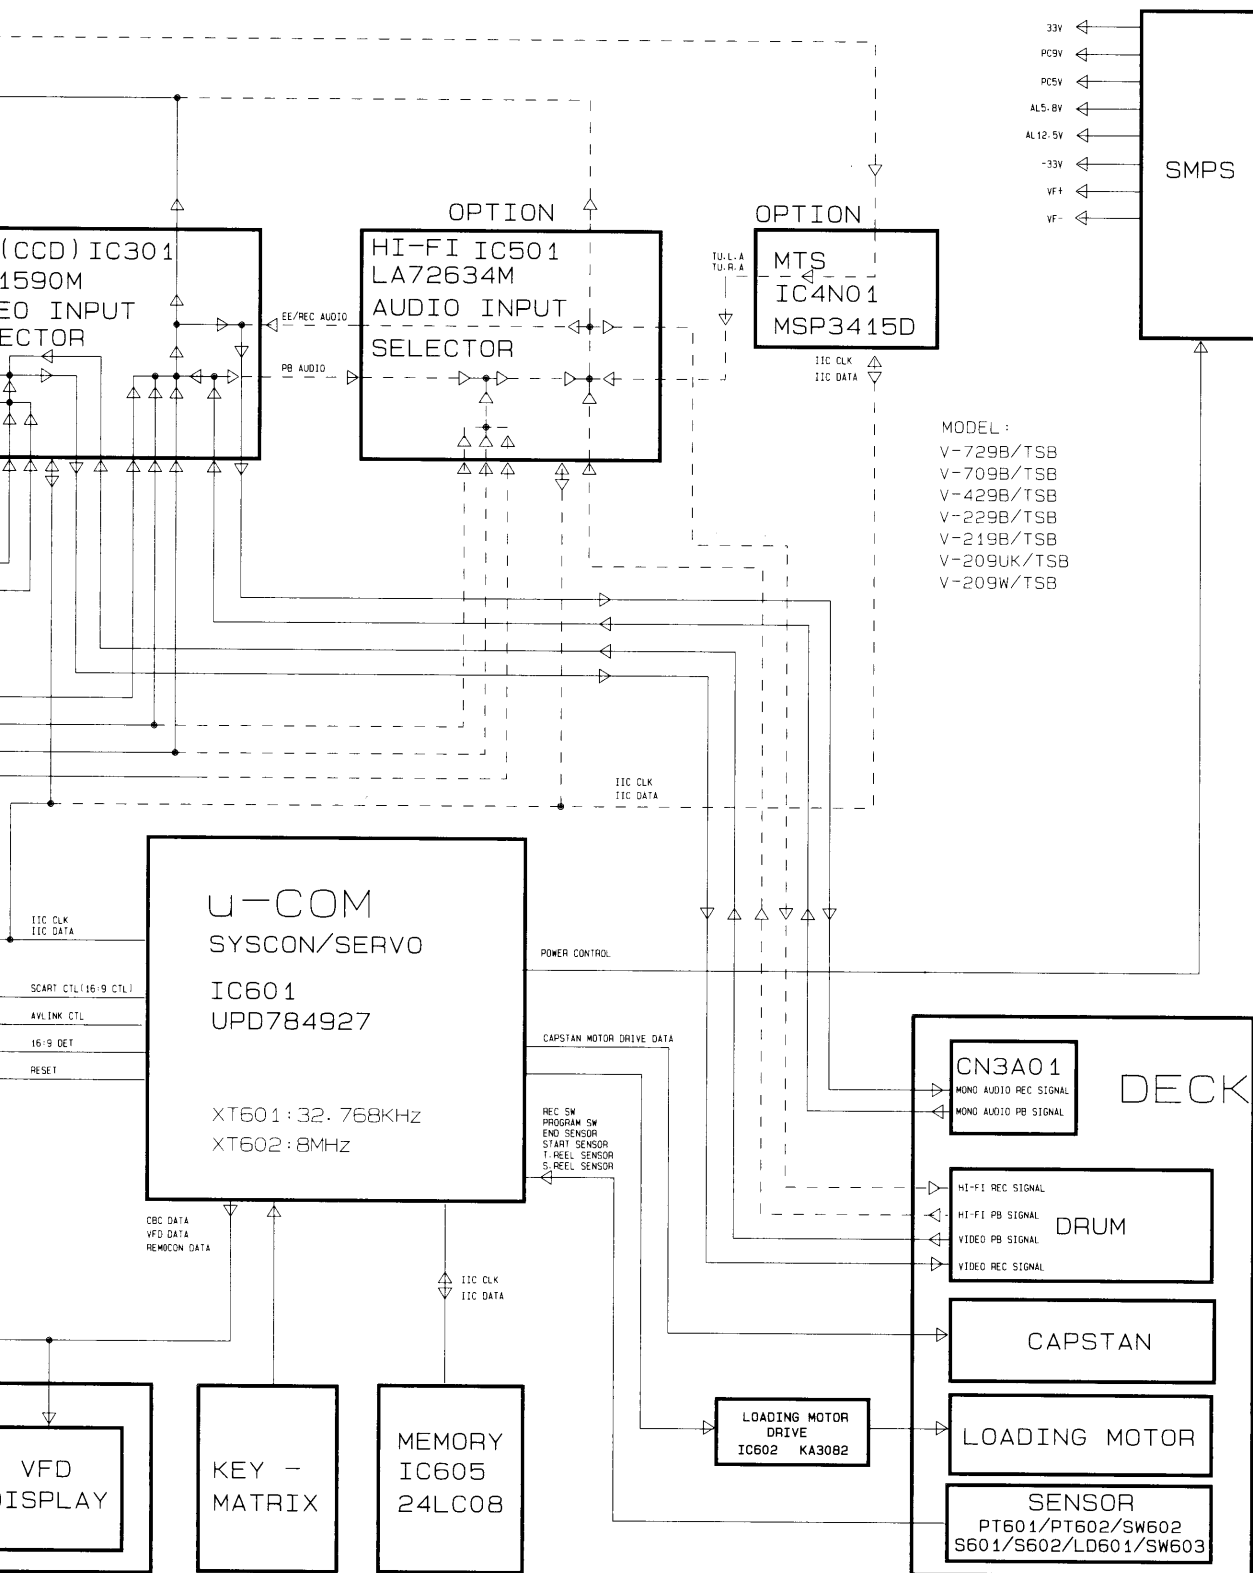 33V
PC9V
PC5V
AL5.8V
AL12.5V
-33V
VF+
VF-
SMPS
OPTION
OPTION
(CCD) IC301
1590M
EO INPUT
ECTOR
HI-FI IC501
LA72634M
AUDIO INPUT
SELECTOR
TU.L.A
TU.R.A
MTS
IC4N01
MSP3415D
EE/REC AUDIO
PB AUDIO
IIC CLK
IIC DATA
MODEL:
V-729B/TSB
V-709B/TSB
V-429B/TSB
V-229B/TSB
V-219B/TSB
V-209UK/TSB
V-209W/TSB
IIC CLK
IIC DATA
u-COM
SYSCON/SERVO
IC601
UPD784927
XT601:32.768KHz
XT602:8MHz
IIC CLK
IIC DATA
SCART CTL(16:9 CTL)
AVLINK CTL
16:9 DET
RESET
POWER CONTROL
CAPSTAN MOTOR DRIVE DATA
REC SW
PROGRAM SW
END SENSOR
START SENSOR
T.REEL SENSOR
S.REEL SENSOR
CBC DATA
VFD DATA
REMOCON DATA
IIC CLK
IIC DATA
DECK
CN3A01
MONO AUDIO REC SIGNAL
MONO AUDIO PB SIGNAL
HI-FI REC SIGNAL
HI-FI PB SIGNAL
DRUM
VIDEO PB SIGNAL
VIDEO REC SIGNAL
CAPSTAN
LOADING MOTOR
DRIVE
IC602 KA3082
LOADING MOTOR
SENSOR
PT601/PT602/SW602
S601/S602/LD601/SW603
VFD
DISPLAY
KEY -
MATRIX
MEMORY
IC605
24LC08